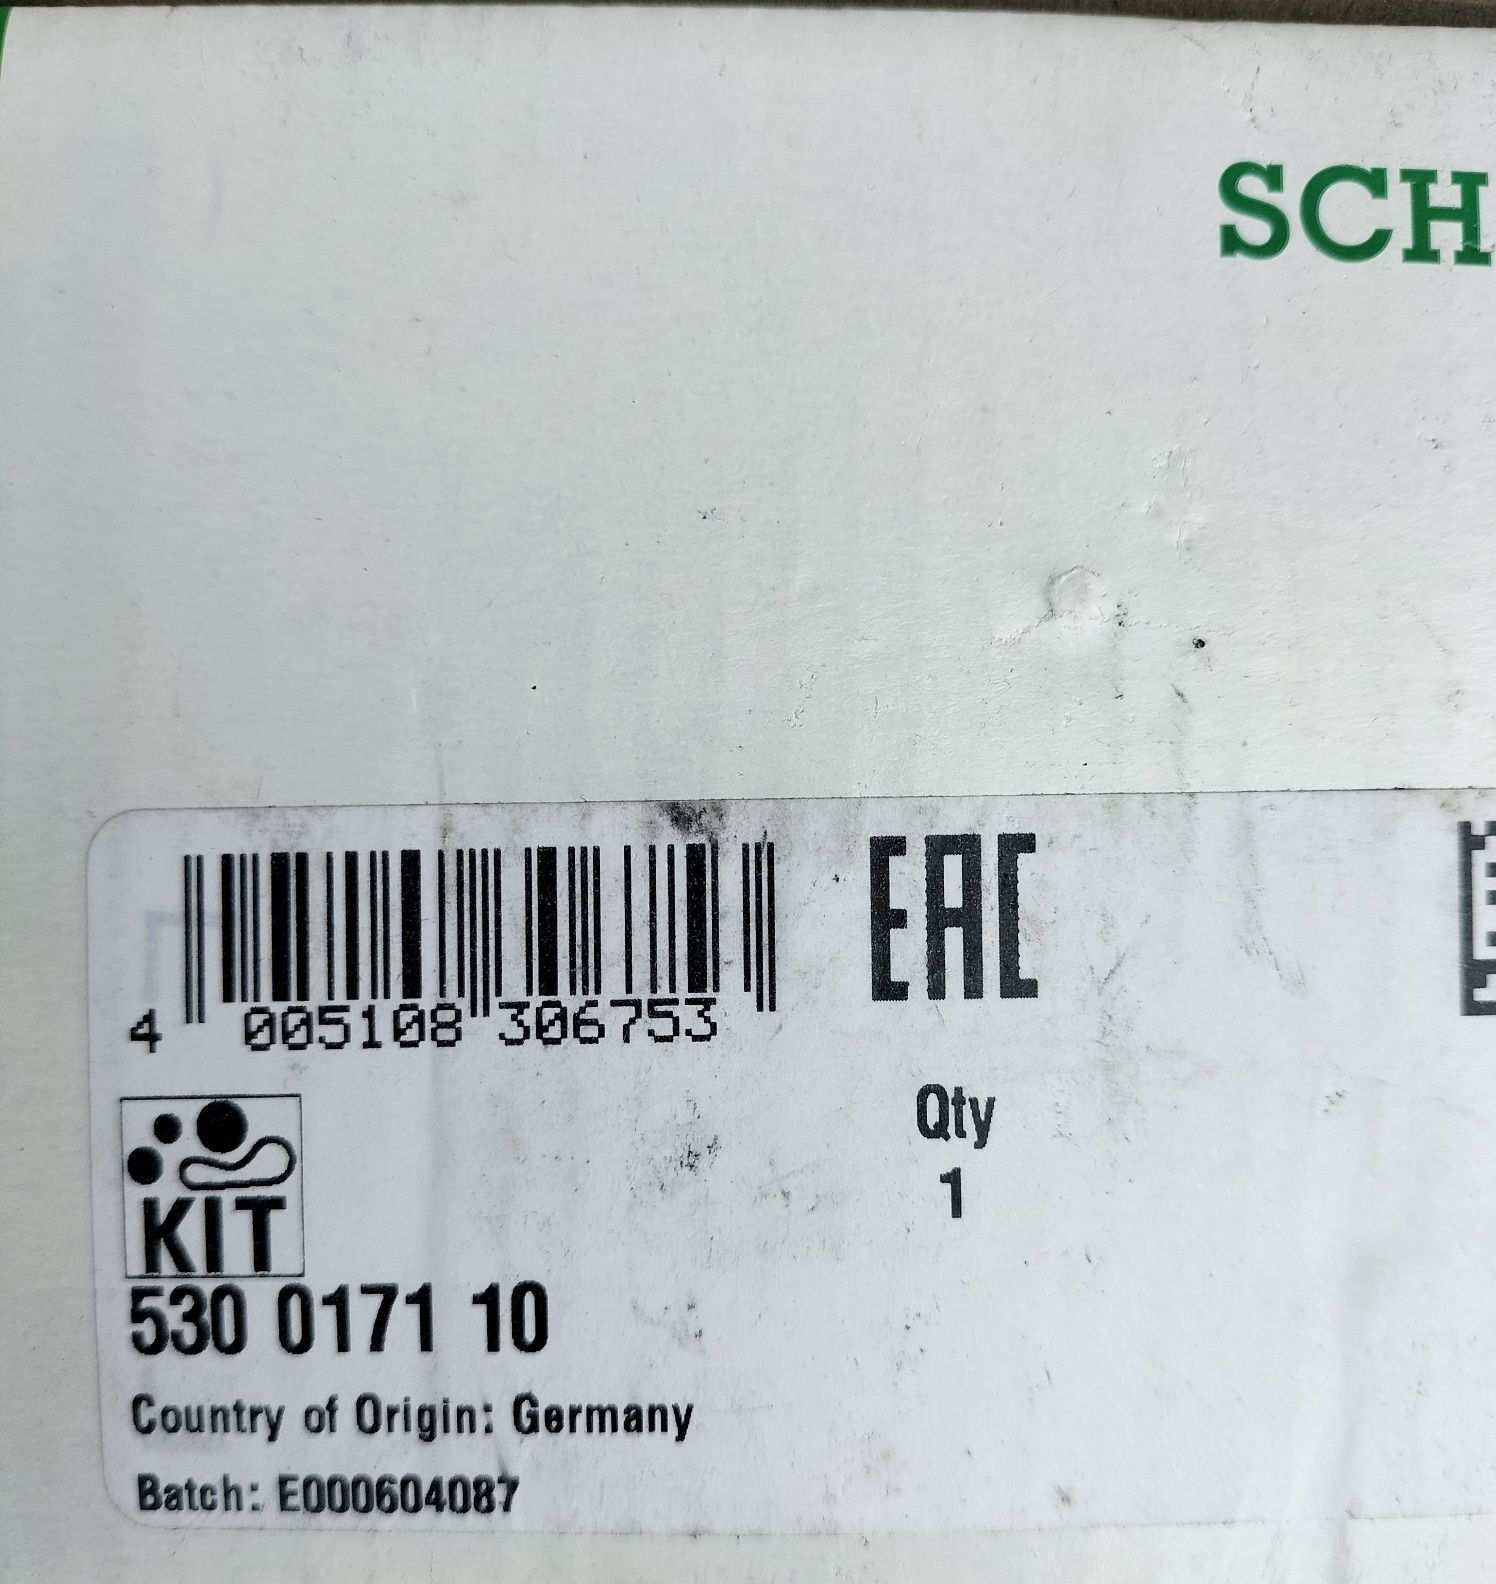 SCH
EAC
4 005108 306753
Qty
1
KIT
530 0171 10
Country of Origin: Germany
Batch: E000604087